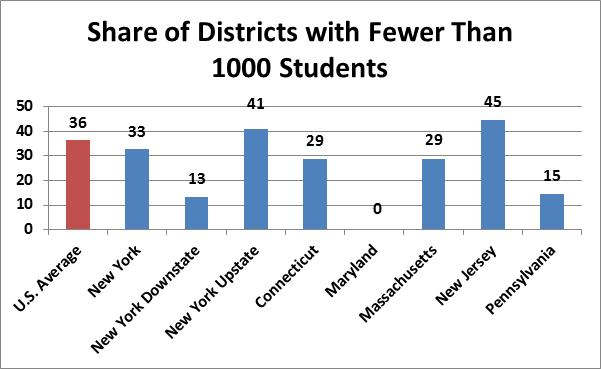 Share of Districts with Fewer Than
1000 Students
50
40
30
20
10
0
36
33
13
41
29
0
29
45
15
U.S. Average
New York
New York Downstate
New York Upstate
Connecticut
Maryland
Massachusetts
New Jersey
Pennsylvania